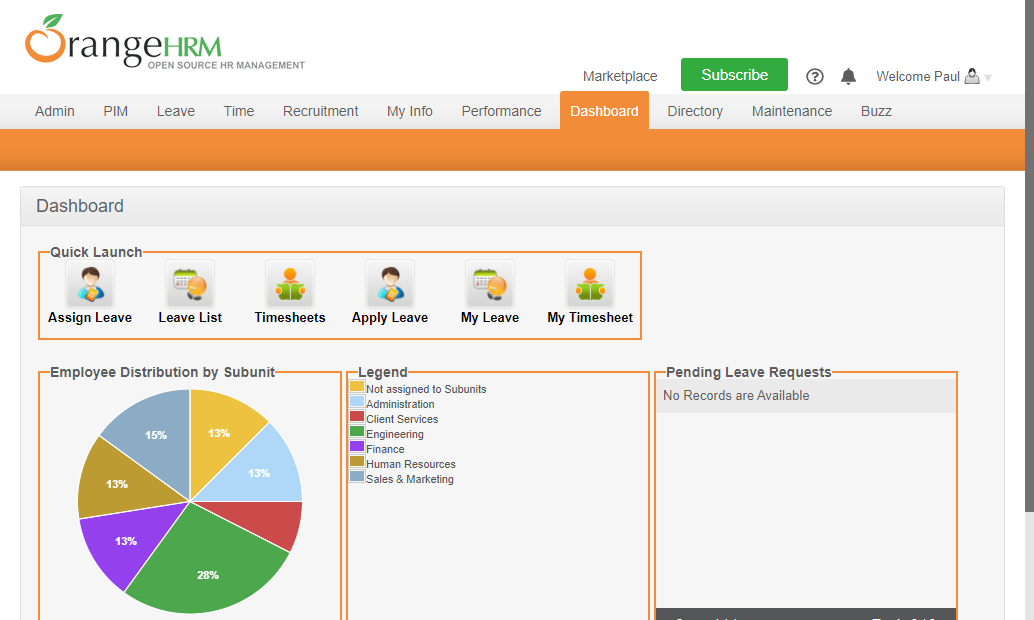 OrangeHRM
OPEN SOURCE HR MANAGEMENT
Marketplace
Subscribe
?
Welcome Paul
Admin PIM Leave Time Recruitment My Info Performance Dashboard Directory Maintenance Buzz
Dashboard
Quick Launch
Assign Leave Leave List Timesheets Apply Leave My Leave My Timesheet
Employee Distribution by Subunit
13%
13%
28%
13%
13%
15%
Legend
Not assigned to Subunits
Administration
Client Services
Engineering
Finance
Human Resources
Sales & Marketing
Pending Leave Requests
No Records are Available